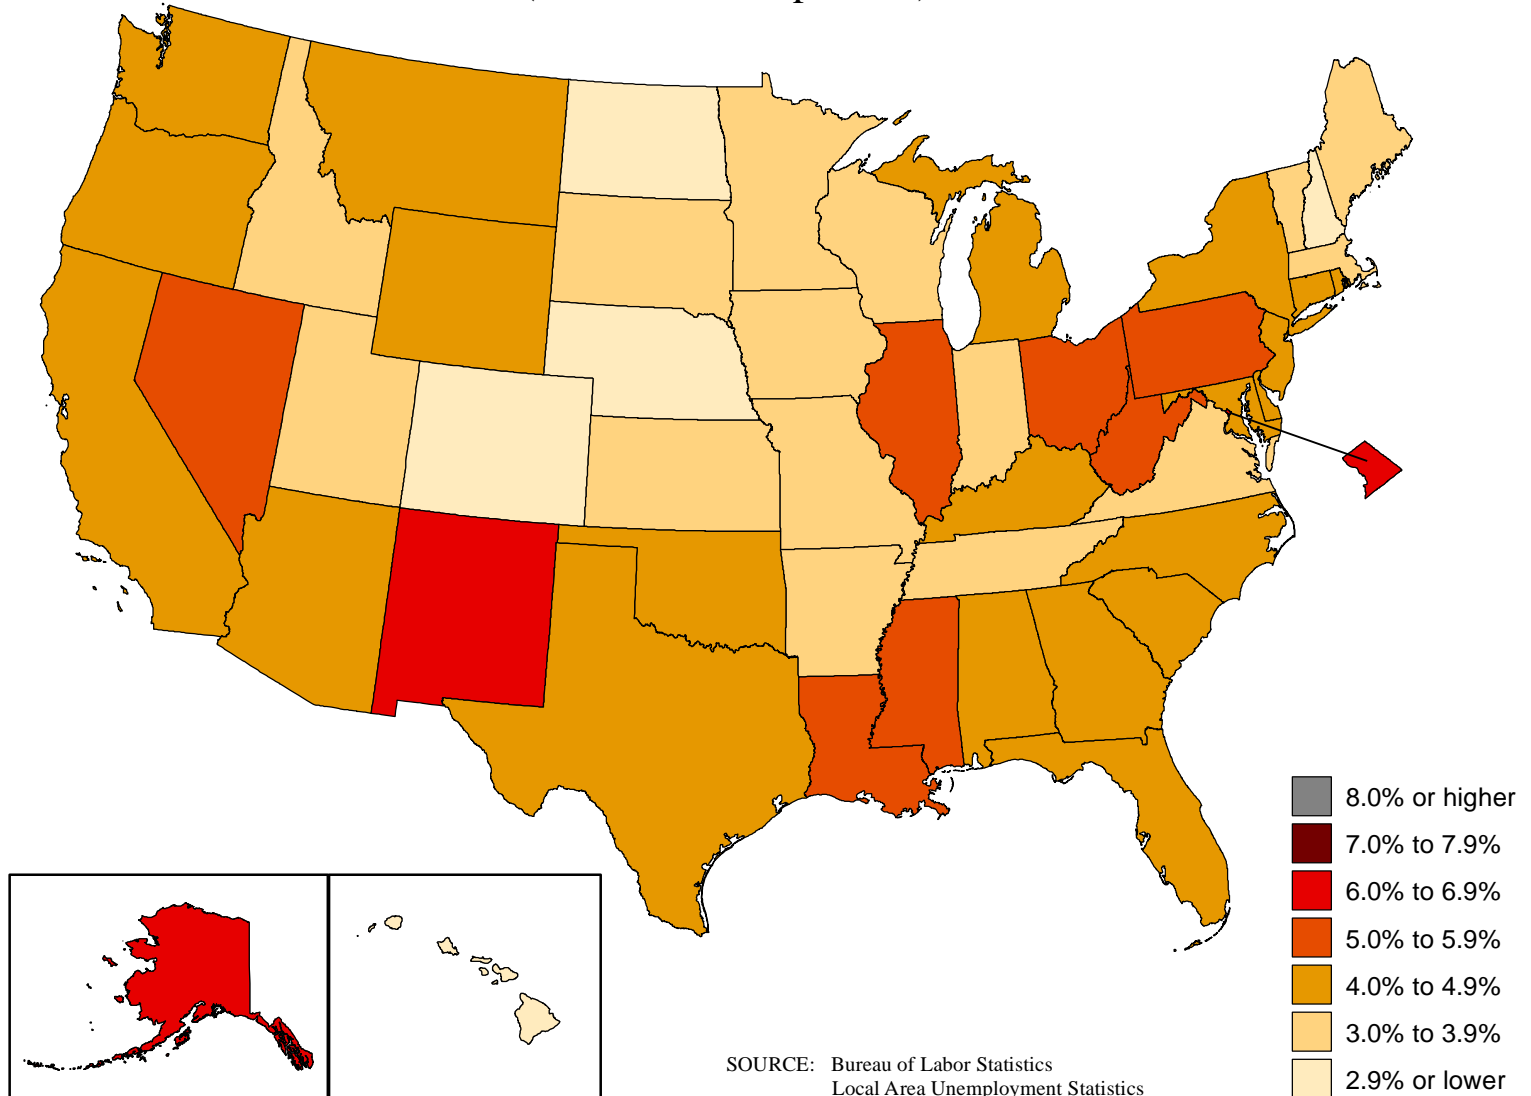 8.0% or higher
7.0% to 7.9%
6.0% to 6.9%
5.0% to 5.9%
4.0% to 4.9%
3.0% to 3.9%
2.9% or lower
SOURCE: Bureau of Labor Statistics
Local Area Unemployment Statistics